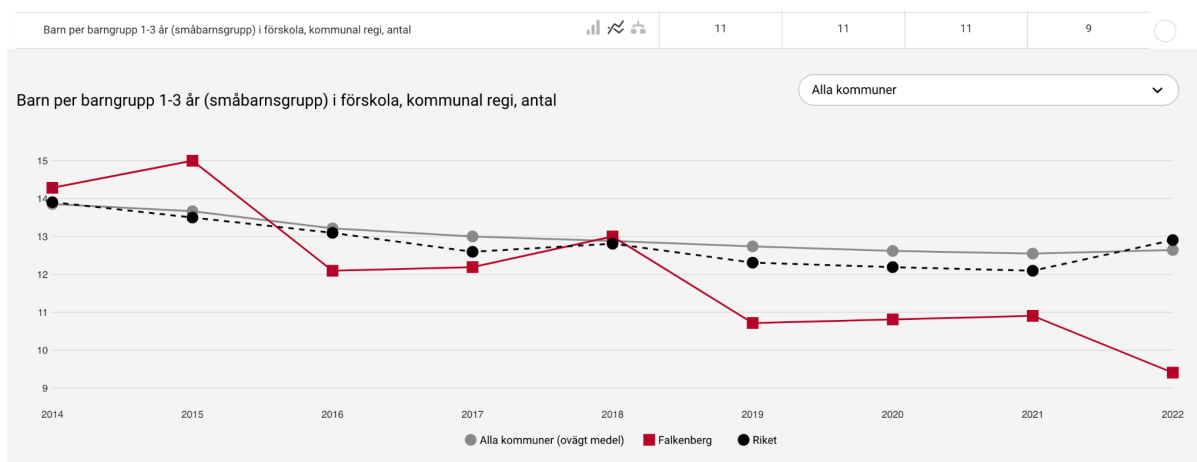 Barn per barngrupp 1-3 år (småbarnsgrupp) i förskola, kommunal regi, antal 11 11 11 9
Barn per barngrupp 1-3 år (småbarnsgrupp) i förskola, kommunal regi, antal
Alla kommuner
15
14
13
12
11
10
9
2014 2015 2016 2017 2018 2019 2020 2021 2022
Alla kommuner (ovägt medel) Falkenberg Riket